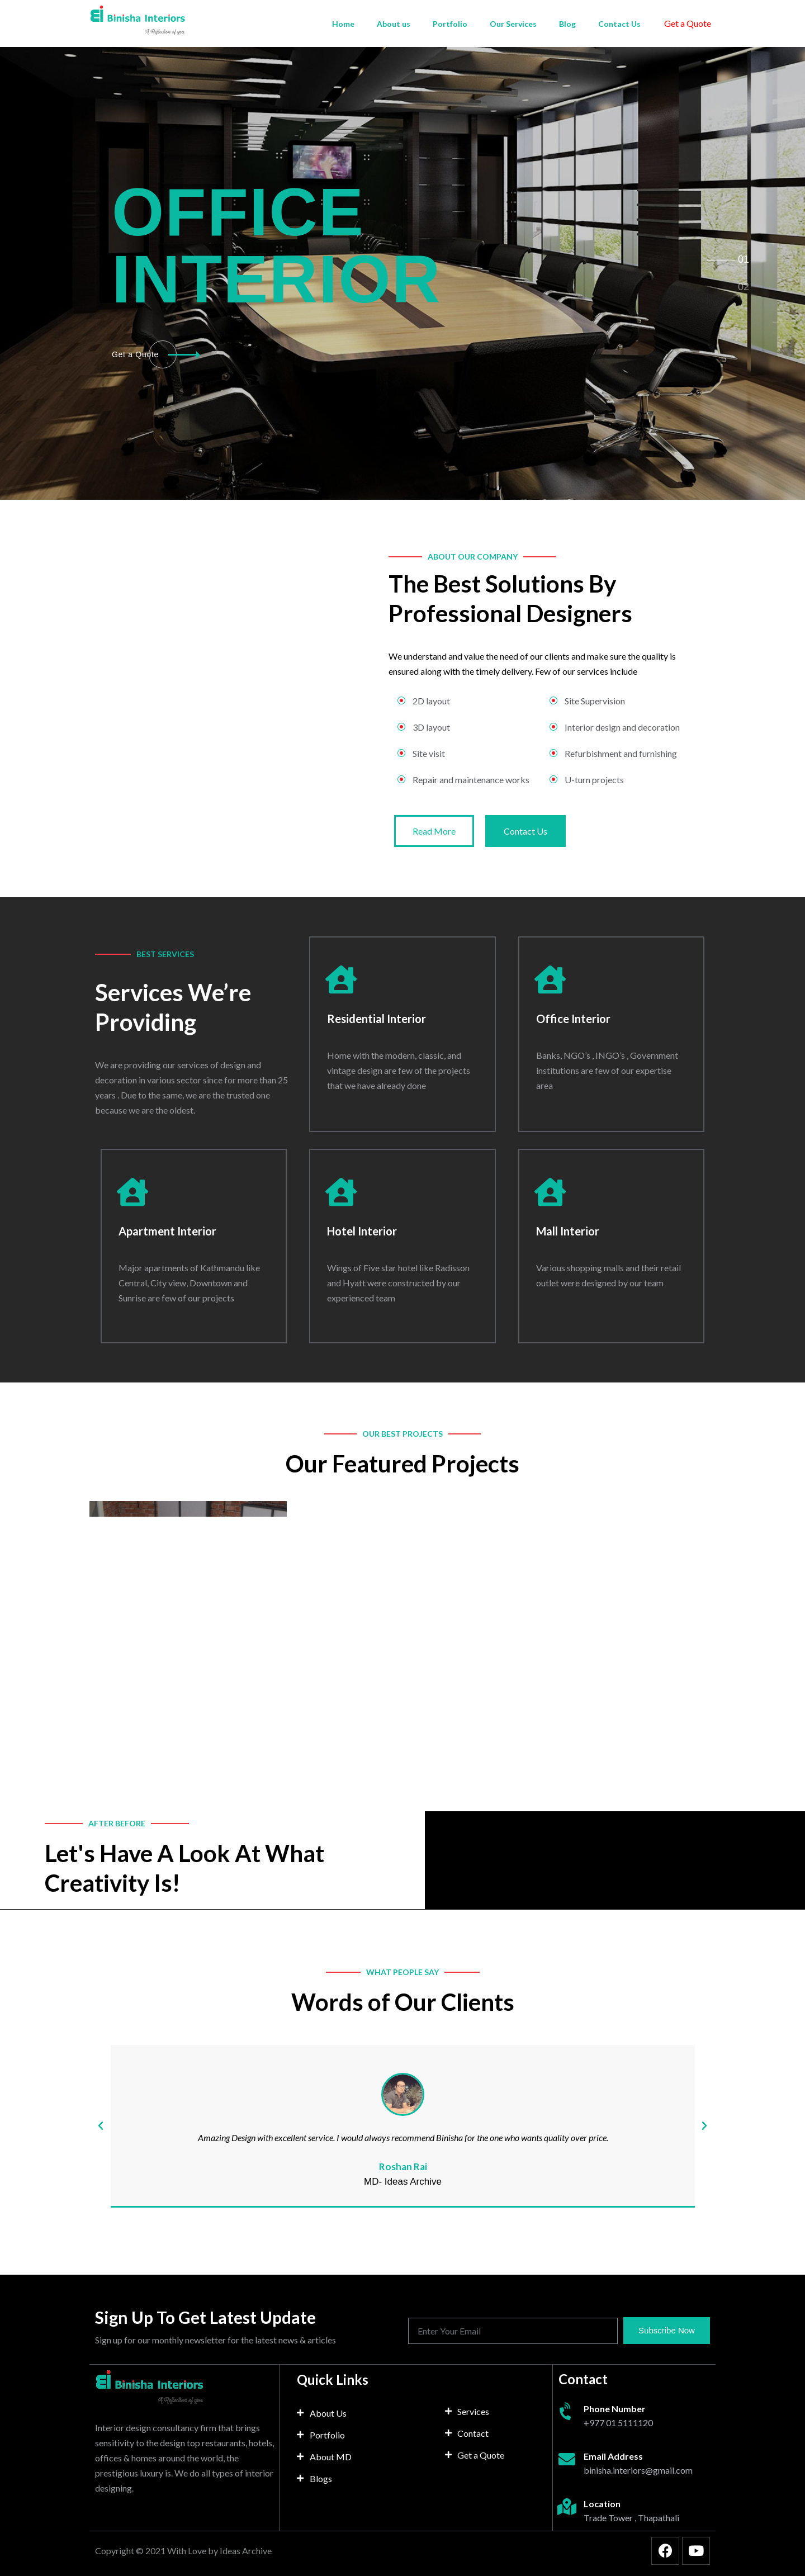 Binisha Interiors
A Reflection of you
Home
About us
Portfolio
Our Services
Blog
Contact Us
Get a Quote
OFFICE
INTERIOR
01
02
Get a Quote
ABOUT OUR COMPANY
The Best Solutions By
Professional Designers
We understand and value the need of our clients and make sure the quality is
ensured along with the timely delivery. Few of our services include
2D layout
3D layout
Site visit
Repair and maintenance works
Site Supervision
Interior design and decoration
Refurbishment and furnishing
U-turn projects
Read More
Contact Us
BEST SERVICES
Services We’re
Providing
We are providing our services of design and
decoration in various sector since for more than 25
years . Due to the same, we are the trusted one
because we are the oldest.
Residential Interior
Home with the modern, classic, and
vintage design are few of the projects
that we have already done
Office Interior
Banks, NGO’s , INGO’s , Government
institutions are few of our expertise
area
Apartment Interior
Major apartments of Kathmandu like
Central, City view, Downtown and
Sunrise are few of our projects
Hotel Interior
Wings of Five star hotel like Radisson
and Hyatt were constructed by our
experienced team
Mall Interior
Various shopping malls and their retail
outlet were designed by our team
OUR BEST PROJECTS
Our Featured Projects
AFTER BEFORE
Let's Have A Look At What
Creativity Is!
WHAT PEOPLE SAY
Words of Our Clients
Amazing Design with excellent service. I would always recommend Binisha for the one who wants quality over price.
Roshan Rai
MD- Ideas Archive
Sign Up To Get Latest Update
Sign up for our monthly newsletter for the latest news & articles
Enter Your Email
Subscribe Now
Binisha Interiors
A Reflection of you
Interior design consultancy firm that brings
sensitivity to the design top restaurants, hotels,
offices & homes around the world, the
prestigious luxury is. We do all types of interior
designing.
Quick Links
About Us
Portfolio
About MD
Blogs
Services
Contact
Get a Quote
Contact
Phone Number
+977 01 5111120
Email Address
binisha.interiors@gmail.com
Location
Trade Tower , Thapathali
Copyright © 2021 With Love by Ideas Archive